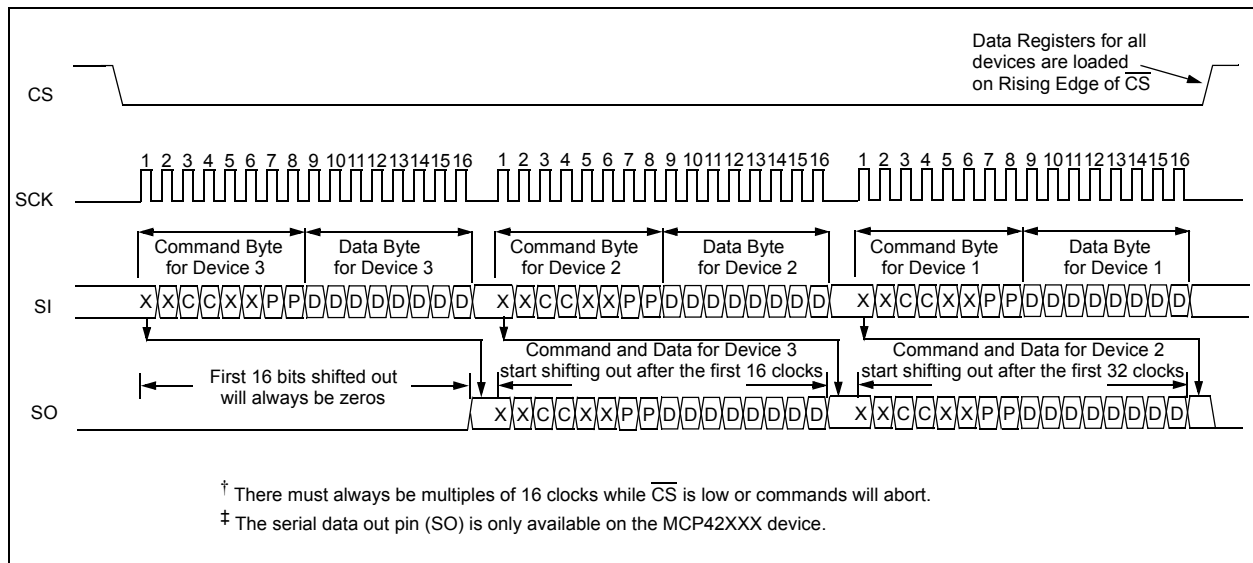 Data Registers for all
devices are loaded
on Rising Edge of CS
CS
1 2 3 4 5 6 7 8 9 10 11 12 13 14 15 16 1 2 3 4 5 6 7 8 9 10 11 12 13 14 15 16 1 2 3 4 5 6 7 8 9 10 11 12 13 14 15 16
SCK
Command Byte
for Device 3
Data Byte
for Device 3
Command Byte
for Device 2
Data Byte
for Device 2
Command Byte
for Device 1
Data Byte
for Device 1
SI
X X C C X X P P D D D D D D D D X X C C X X P P D D D D D D D D X X C C X X P P D D D D D D D D
First 16 bits shifted out
will always be zeros
Command and Data for Device 3
start shifting out after the first 16 clocks
Command and Data for Device 2
start shifting out after the first 32 clocks
SO
X X C C X X P P D D D D D D D D X X C C X X P P D D D D D D D D
† There must always be multiples of 16 clocks while CS is low or commands will abort.
‡ The serial data out pin (SO) is only available on the MCP42XXX device.